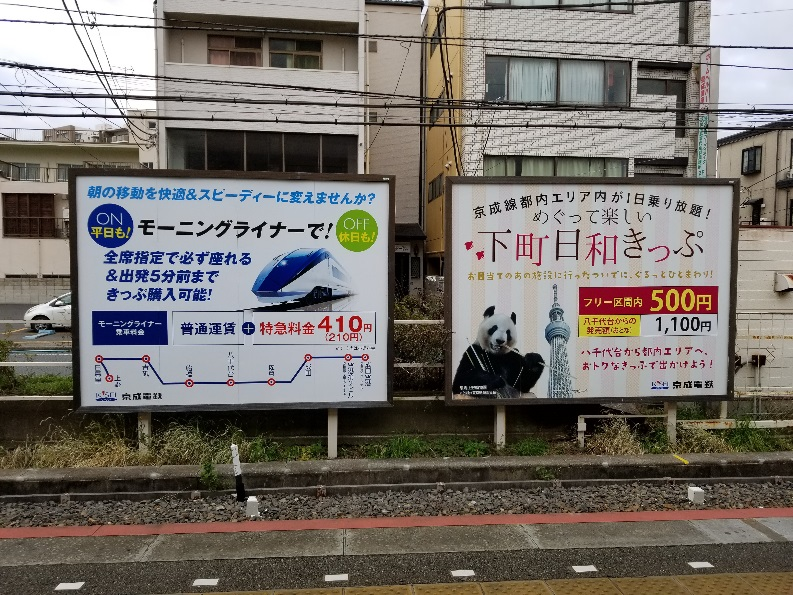 朝の移動を快適&スピーディーに変えませんか?
ON
平日も!
モーニングライナーで!
OFF
休日も!
全席指定で必ず座れる
&出発5分前まで
きっぷ購入可能!
モーニングライナー
乗車料金
普通運賃
+
特急料金410円
(210円)
上野
京成電鉄
京成線都内エリア内が1日乗り放題!
めぐって楽しい
下町日和きっぷ
お目当てのあの施設に行ったついでに、ぐるっとひとまわり!
フリー区間内 500円
八千代台からの
発売額(おとな)
1,100円
八千代台から都内エリアへ、
おトクなきっぷで出かけよう!
京成電鉄